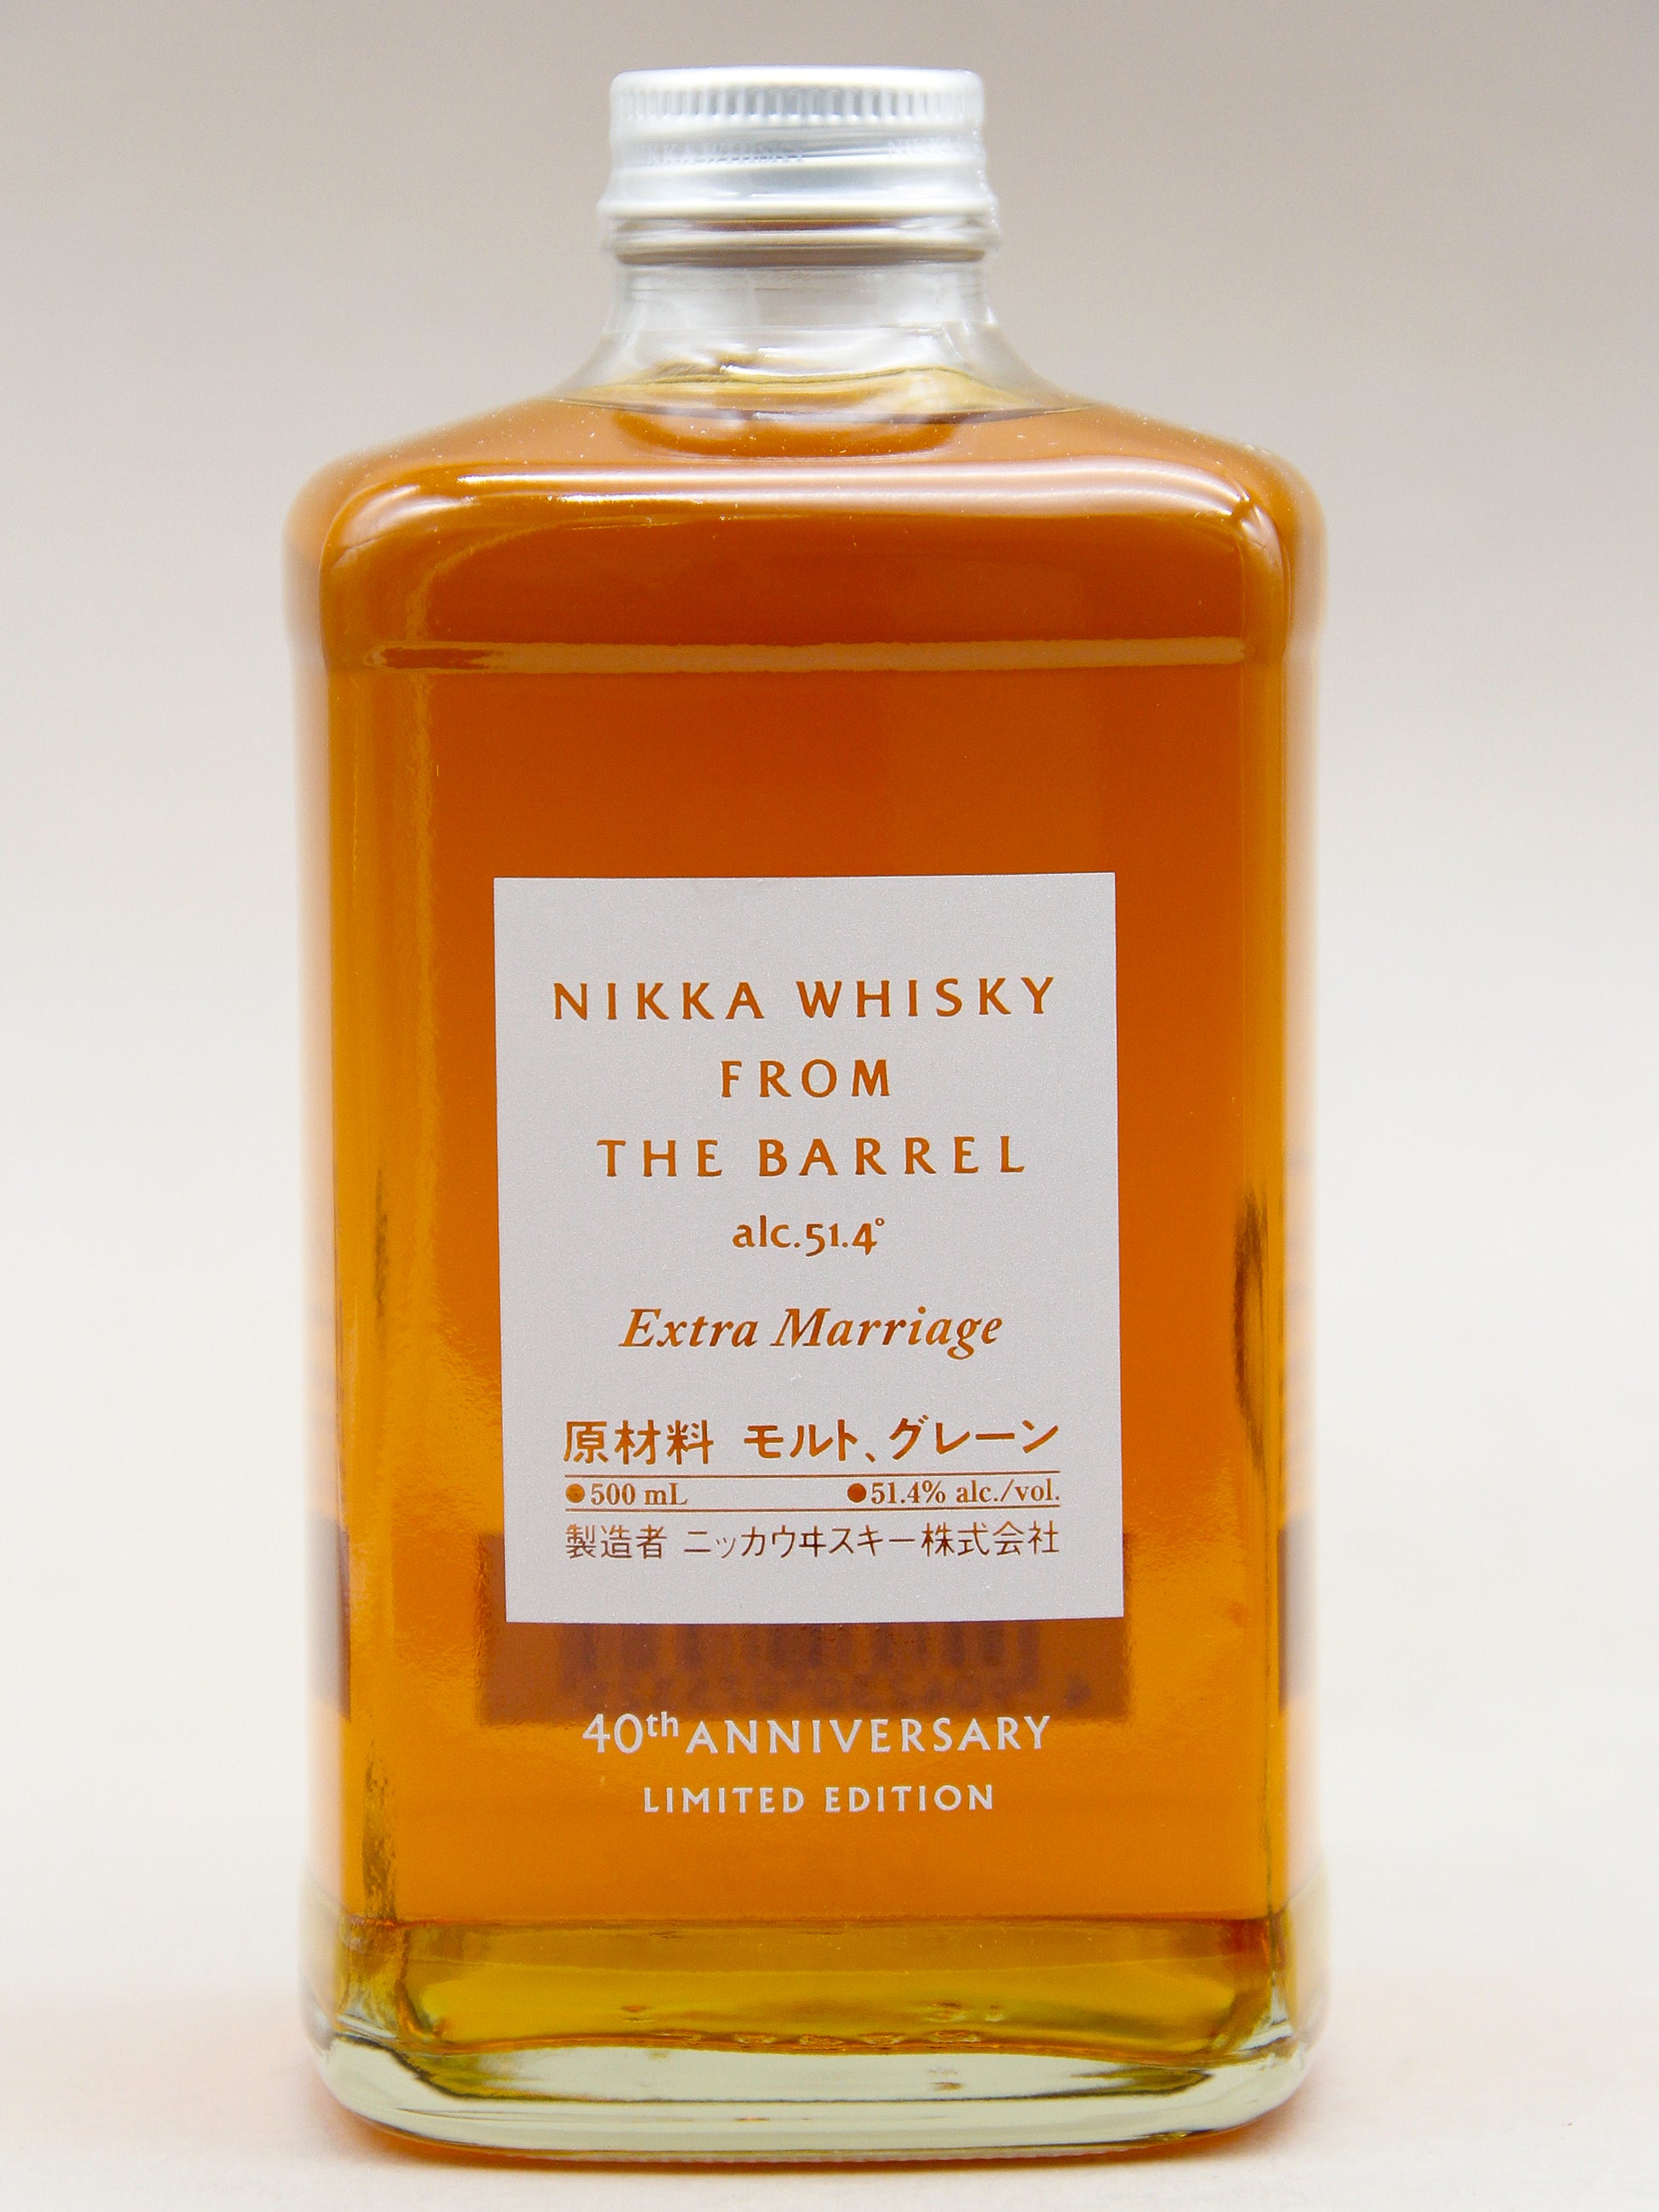 NIKKA WHISKY
FROM
THE BARREL
alc.51.4°
Extra Marriage
原材料 モルト、グレーン
●500 mL ●51.4% alc./vol.
製造者 ニッカウヰスキー株式会社
40th ANNIVERSARY
LIMITED EDITION